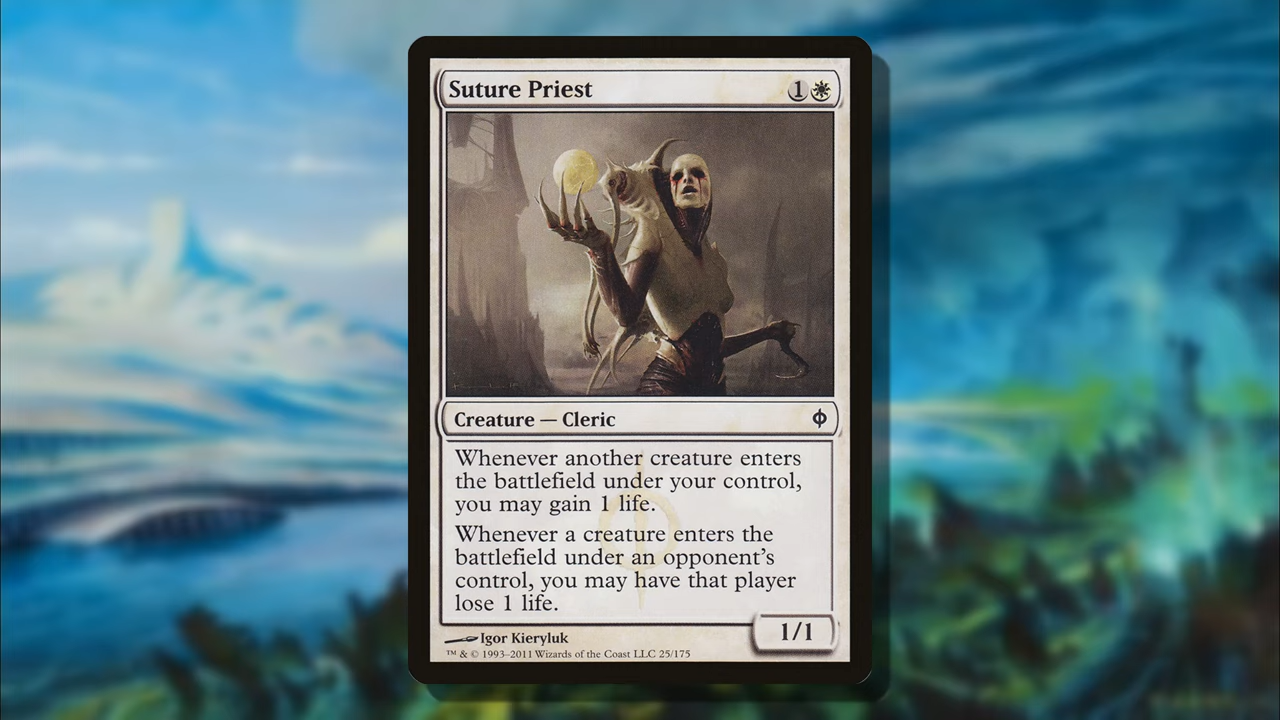 Suture Priest 1
Creature — Cleric
Whenever another creature enters
the battlefield under your control,
you may gain 1 life.
Whenever a creature enters the
battlefield under an opponent's
control, you may have that player
lose 1 life.
1/1
Igor Kieryluk
™ & © 1993–2011 Wizards of the Coast LLC 25/175